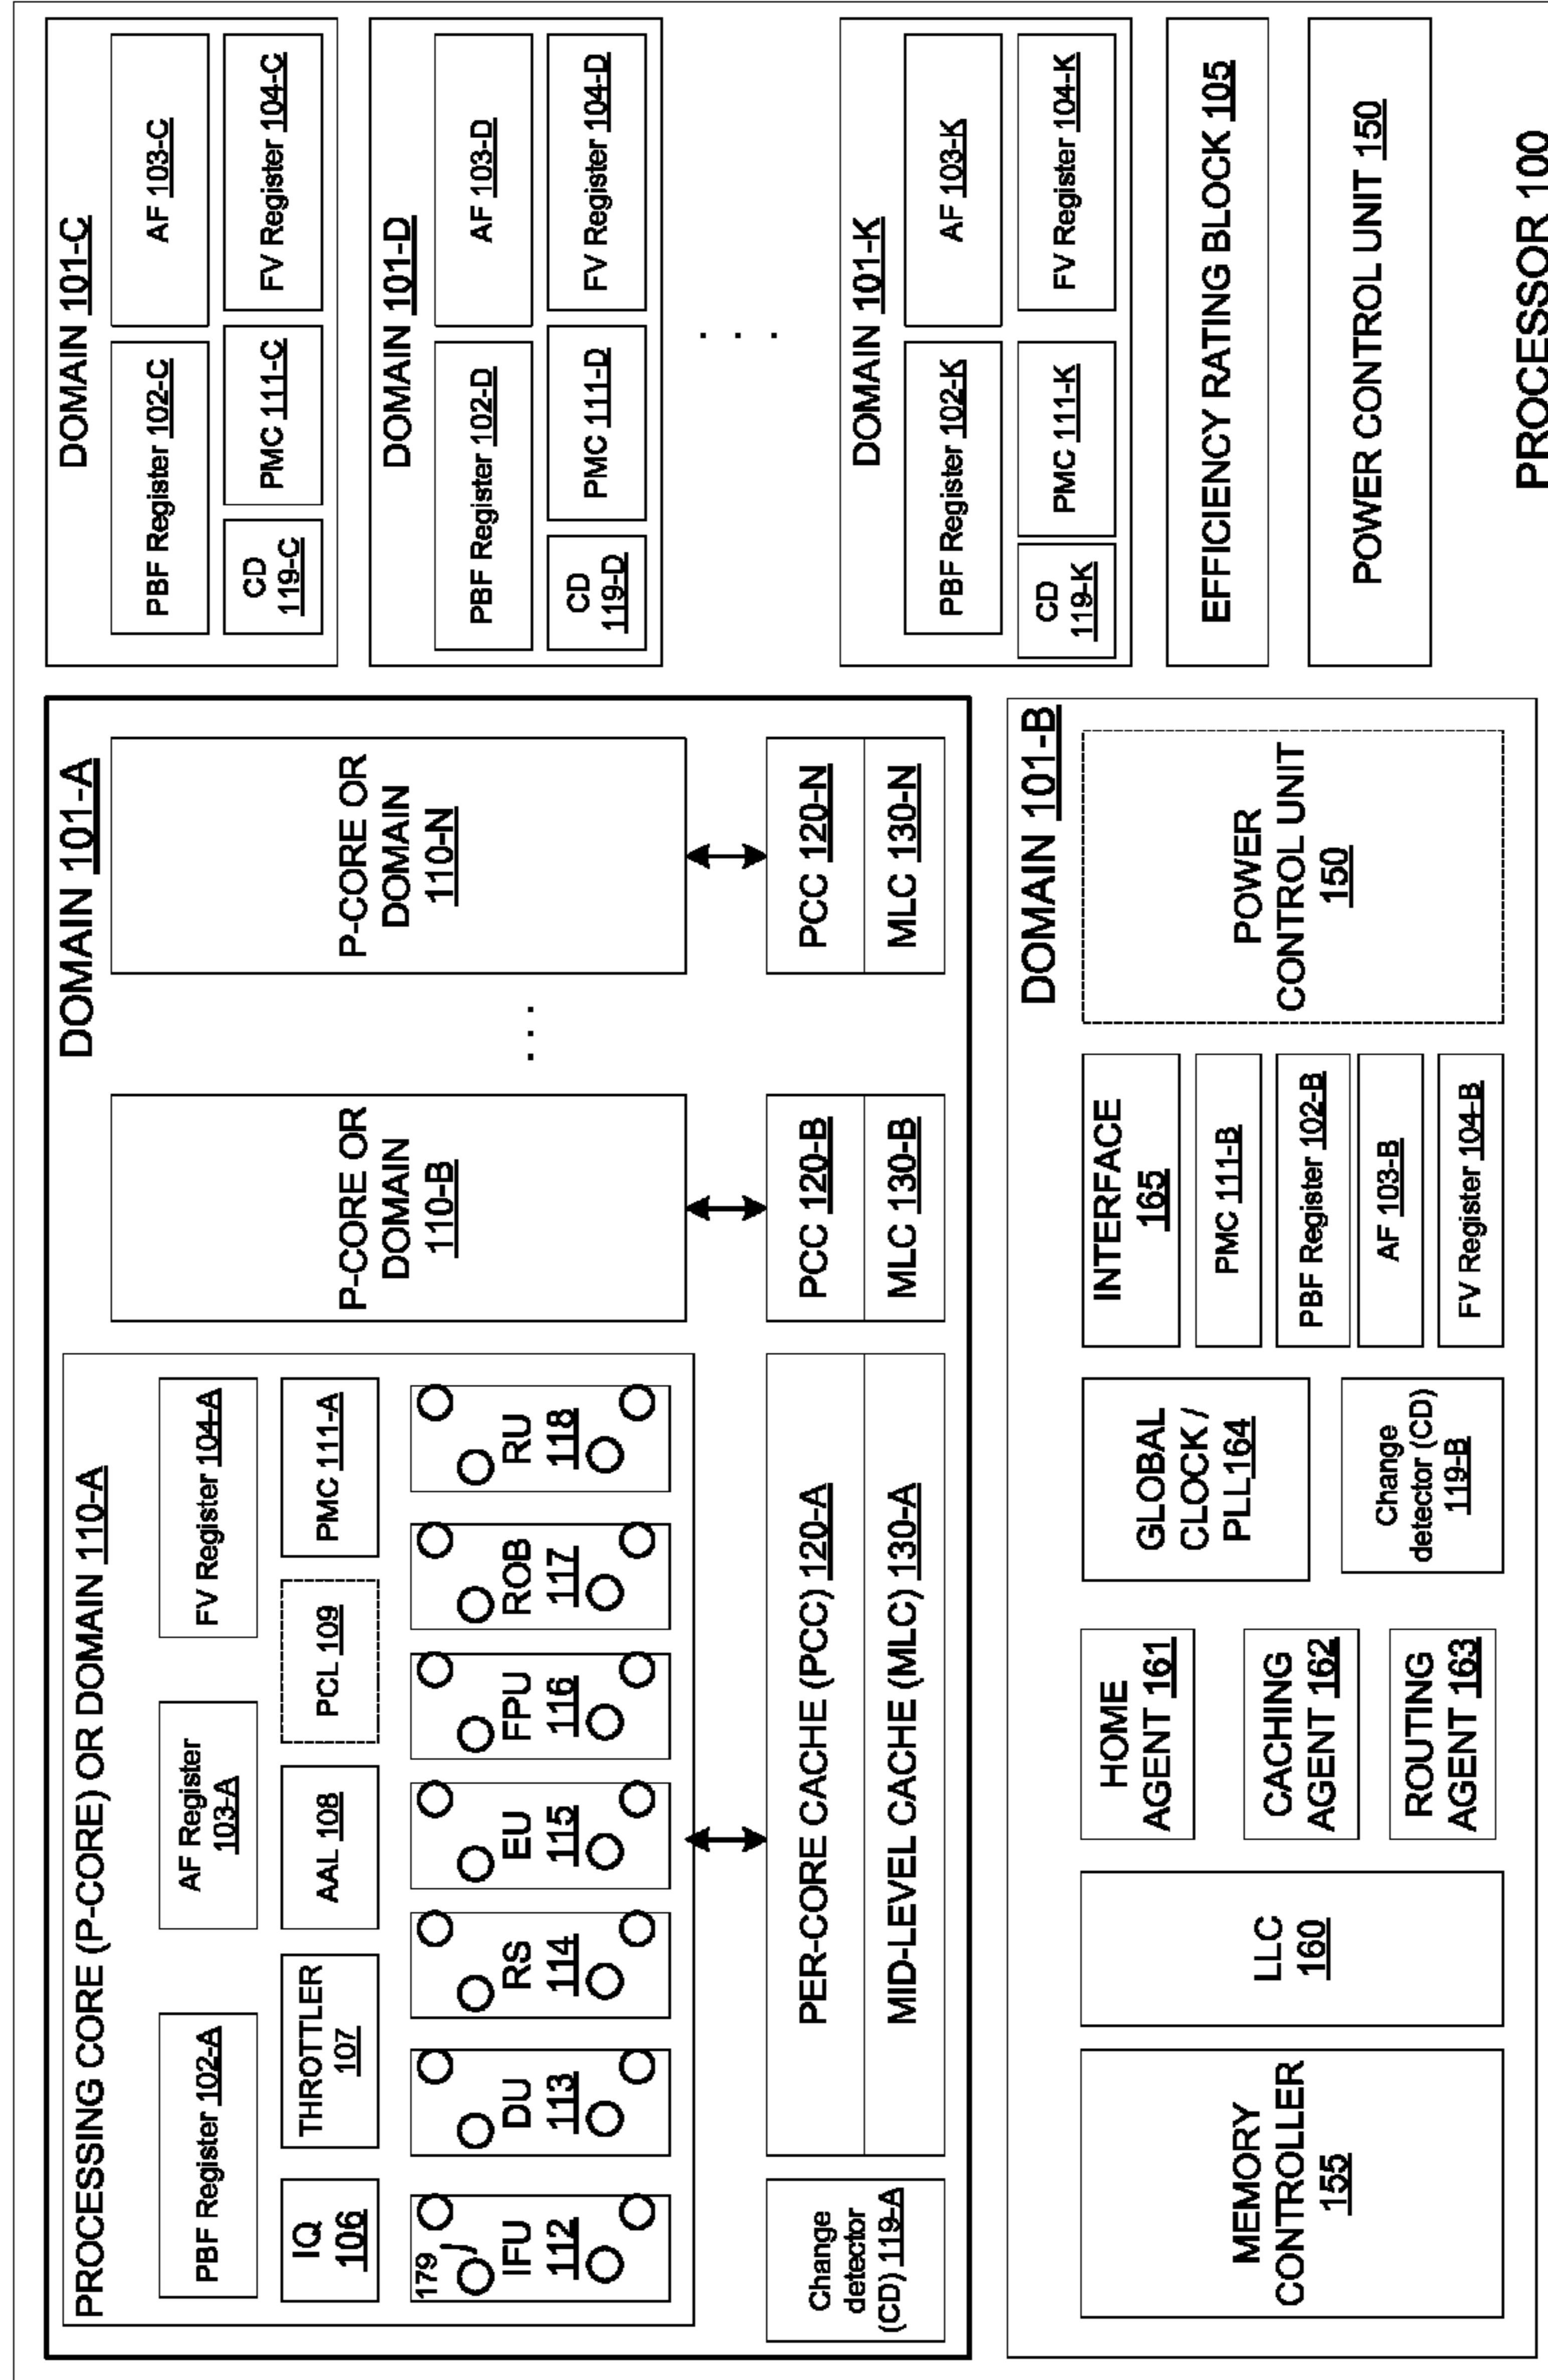 DOMAIN 101-A
PROCESSING CORE (P-CORE) OR DOMAIN 110-A
PBF Register 102-A
AF Register
103-A
FV Register 104-A
IQ
106
THROTTLER
107
AAL 108
PCL 109
PMC 111-A
179
IFU
112
DU
113
RS
114
EU
115
FPU
116
ROB
117
RU
118
P-CORE OR
DOMAIN
110-B
. . .
P-CORE OR
DOMAIN
110-N
Change
detector
(CD) 119-A
PER-CORE CACHE (PCC) 120-A
MID-LEVEL CACHE (MLC) 130-A
PCC 120-B
MLC 130-B
PCC 120-N
MLC 130-N
DOMAIN 101-B
MEMORY
CONTROLLER
155
LLC
160
HOME
AGENT 161
CACHING
AGENT 162
ROUTING
AGENT 163
GLOBAL
CLOCK /
PLL164
Change
detector (CD)
119-B
INTERFACE
165
PMC 111-B
PBF Register 102-B
AF 103-B
FV Register 104-B
POWER
CONTROL UNIT
150
DOMAIN 101-C
PBF Register 102-C
AF 103-C
CD
119-C
PMC 111-C
FV Register 104-C
DOMAIN 101-D
PBF Register 102-D
AF 103-D
CD
119-D
PMC 111-D
FV Register 104-D
. . .
DOMAIN 101-K
PBF Register 102-K
AF 103-K
CD
119-K
PMC 111-K
FV Register 104-K
EFFICIENCY RATING BLOCK 105
POWER CONTROL UNIT 150
PROCESSOR 100